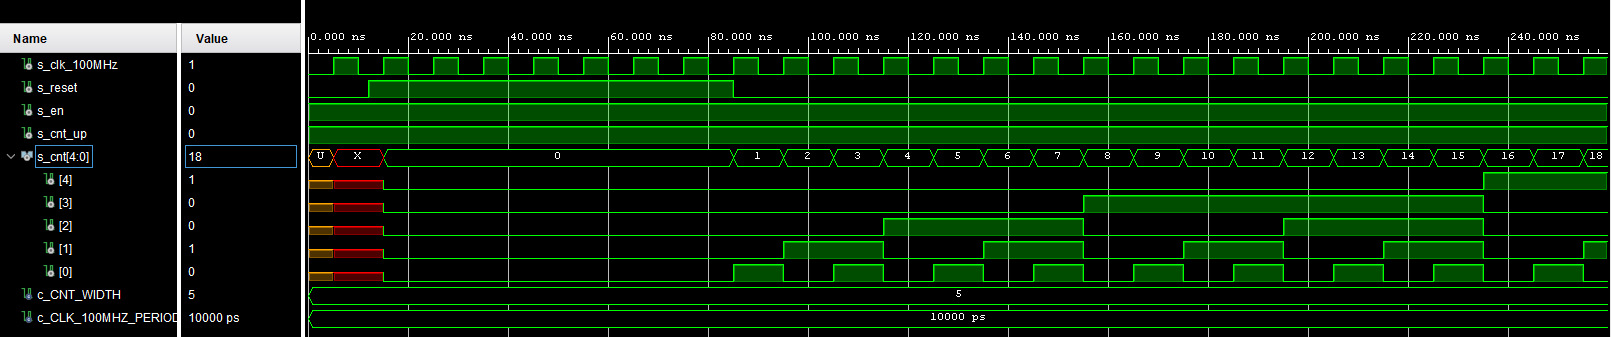 Name Value
0.000 ns 20.000 ns 40.000 ns 60.000 ns 80.000 ns 100.000 ns 120.000 ns 140.000 ns 160.000 ns 180.000 ns 200.000 ns 220.000 ns 240.000 ns
s_clk_100MHz 1
s_reset 0
s_en 0
s_cnt_up 0
s_cnt[4:0] 18 U X 0 1 2 3 4 5 6 7 8 9 10 11 12 13 14 15 16 17 18
[4] 1
[3] 0
[2] 0
[1] 1
[0] 0
c_CNT_WIDTH 5 5
c_CLK_100MHZ_PERIOD 10000 ps 10000 ps